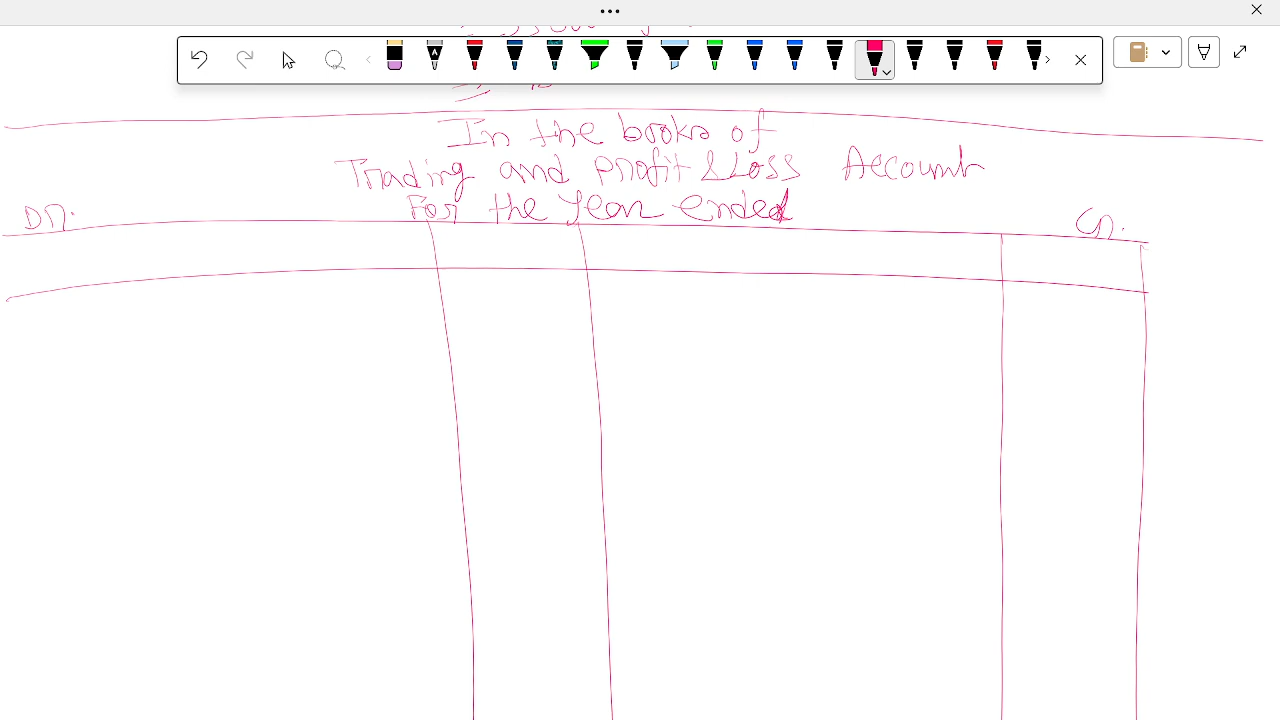 In the books of
Trading and Profit & Loss Account
For the Year ended
Dr.
Cr.